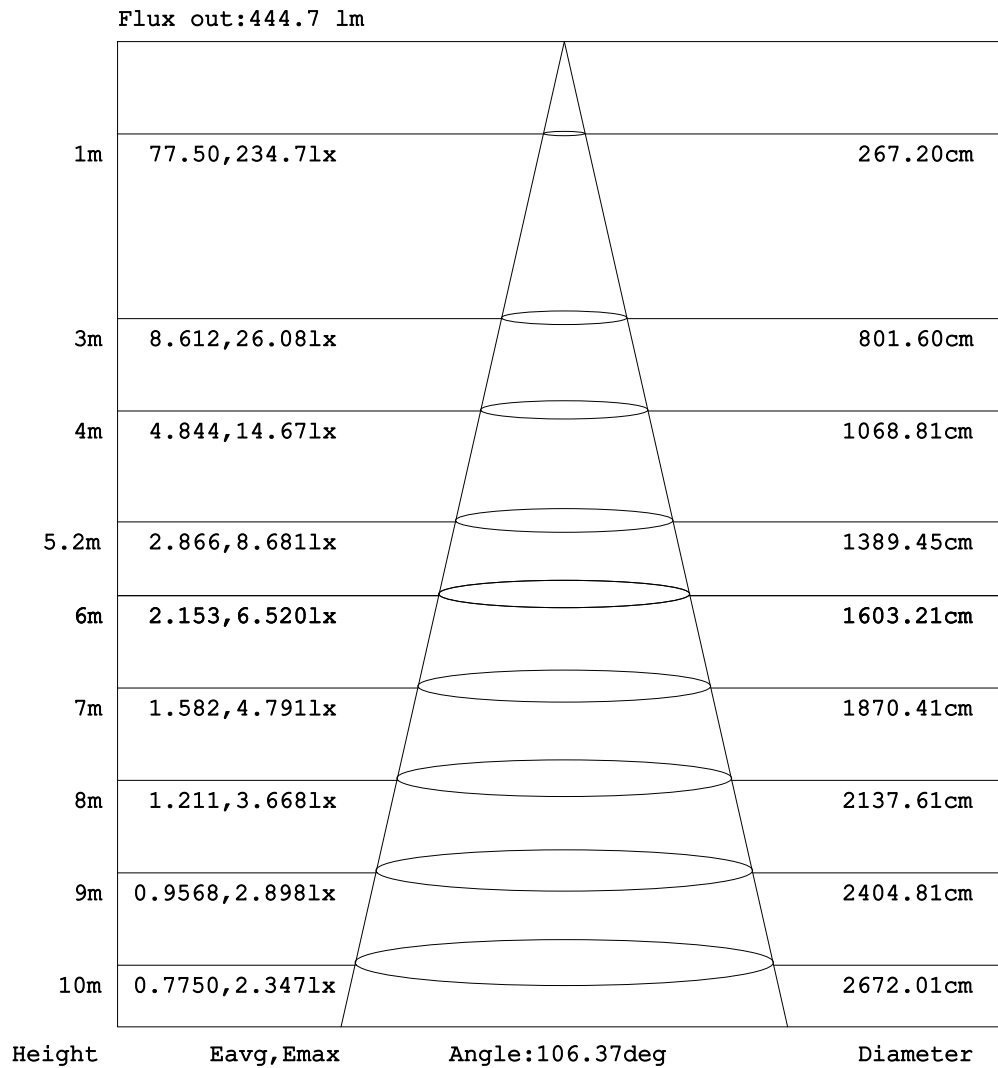 Flux out:444.7 lm
1m 77.50,234.7lx 267.20cm
3m 8.612,26.08lx 801.60cm
4m 4.844,14.67lx 1068.81cm
5.2m 2.866,8.681lx 1389.45cm
6m 2.153,6.520lx 1603.21cm
7m 1.582,4.791lx 1870.41cm
8m 1.211,3.668lx 2137.61cm
9m 0.9568,2.898lx 2404.81cm
10m 0.7750,2.347lx 2672.01cm
Height Eavg,Emax Angle:106.37deg Diameter